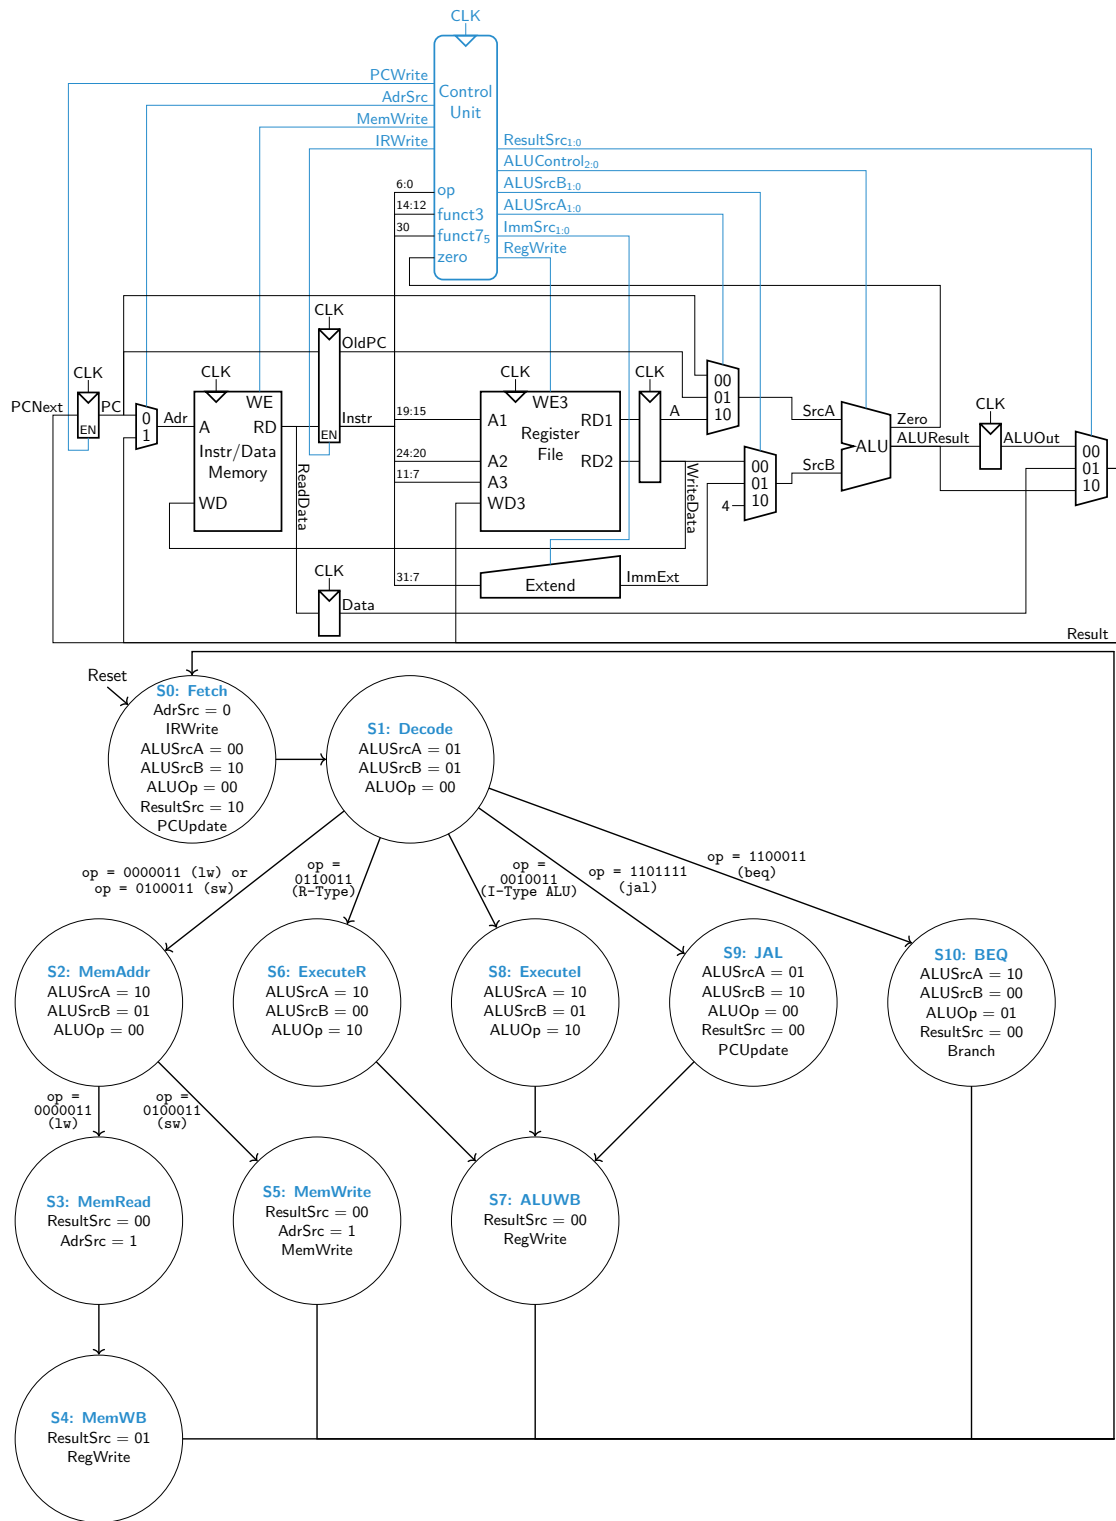 CLK
PCWrite
AdrSrc
MemWrite
IRWrite
Control
Unit
ResultSrc1:0
ALUControl2:0
ALUSrcB1:0
ALUSrcA1:0
ImmSrc1:0
RegWrite
6:0
op
14:12
funct3
30
funct75
zero
CLK
OldPC
CLK
PCNext
PC
EN
0
1
Adr
CLK
WE
A
RD
Instr/Data
Memory
WD
ReadData
EN
Instr
19:15
24:20
11:7
31:7
CLK
WE3
A1
RD1
Register
File
A2
RD2
A3
WD3
CLK
A
WriteData
00
01
10
SrcA
00
01
10
4
SrcB
ALU
Zero
ALUResult
CLK
ALUOut
00
01
10
Extend
ImmExt
CLK
Data
Result
Reset
S0: Fetch
AdrSrc = 0
IRWrite
ALUSrcA = 00
ALUSrcB = 10
ALUOp = 00
ResultSrc = 10
PCUpdate
S1: Decode
ALUSrcA = 01
ALUSrcB = 01
ALUOp = 00
op = 0000011 (lw) or
op = 0100011 (sw)
op =
0110011
(R-Type)
op =
0010011
(I-Type ALU)
op = 1101111
(jal)
op = 1100011
(beq)
S2: MemAddr
ALUSrcA = 10
ALUSrcB = 01
ALUOp = 00
S6: ExecuteR
ALUSrcA = 10
ALUSrcB = 00
ALUOp = 10
S8: ExecuteI
ALUSrcA = 10
ALUSrcB = 01
ALUOp = 10
S9: JAL
ALUSrcA = 01
ALUSrcB = 10
ALUOp = 00
ResultSrc = 00
PCUpdate
S10: BEQ
ALUSrcA = 10
ALUSrcB = 00
ALUOp = 01
ResultSrc = 00
Branch
op =
0000011
(lw)
op =
0100011
(sw)
S3: MemRead
ResultSrc = 00
AdrSrc = 1
S5: MemWrite
ResultSrc = 00
AdrSrc = 1
MemWrite
S7: ALUWB
ResultSrc = 00
RegWrite
S4: MemWB
ResultSrc = 01
RegWrite